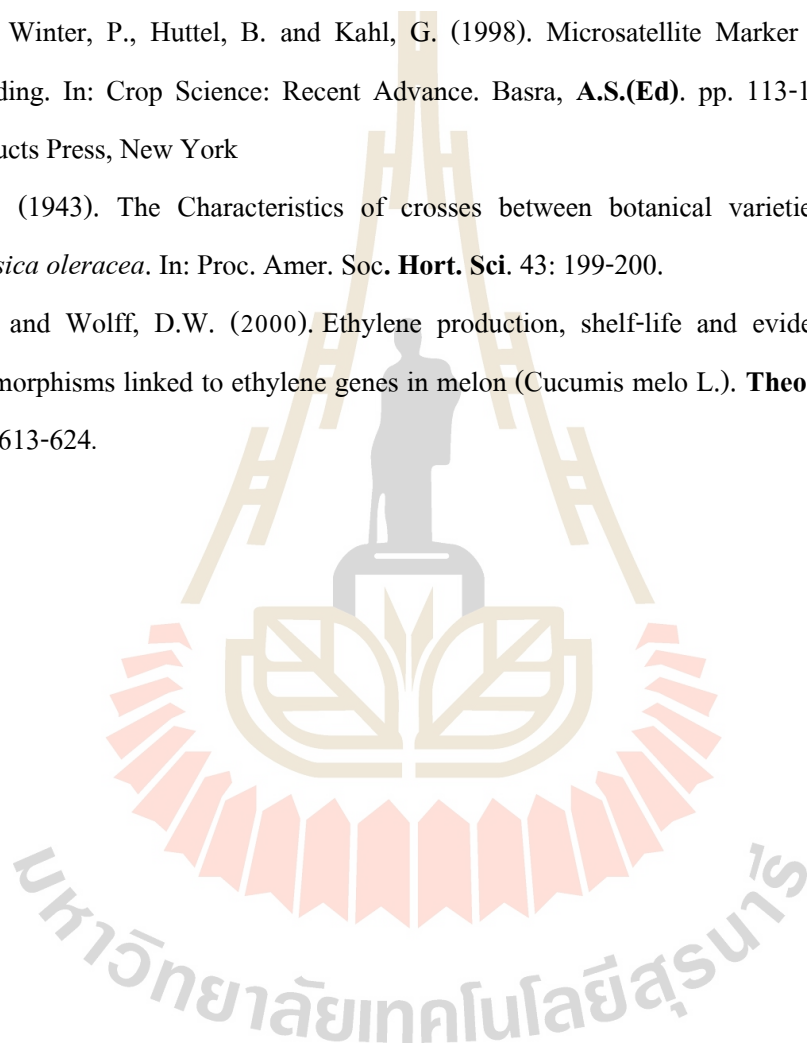 Winter, P., Huttel, B. and Kahl, G. (1998). Microsatellite Marker
ding. In: Crop Science: Recent Advance. Basra, A.S.(Ed). pp. 113-1
ucts Press, New York
(1943). The Characteristics of crosses between botanical varietie
sica oleracea. In: Proc. Amer. Soc. Hort. Sci. 43: 199-200.
and Wolff, D.W. (2000). Ethylene production, shelf-life and evide
morphisms linked to ethylene genes in melon (Cucumis melo L.). Theo
613-624.
มหาวิทยาลัยเทคโนโลยีสุรนารี